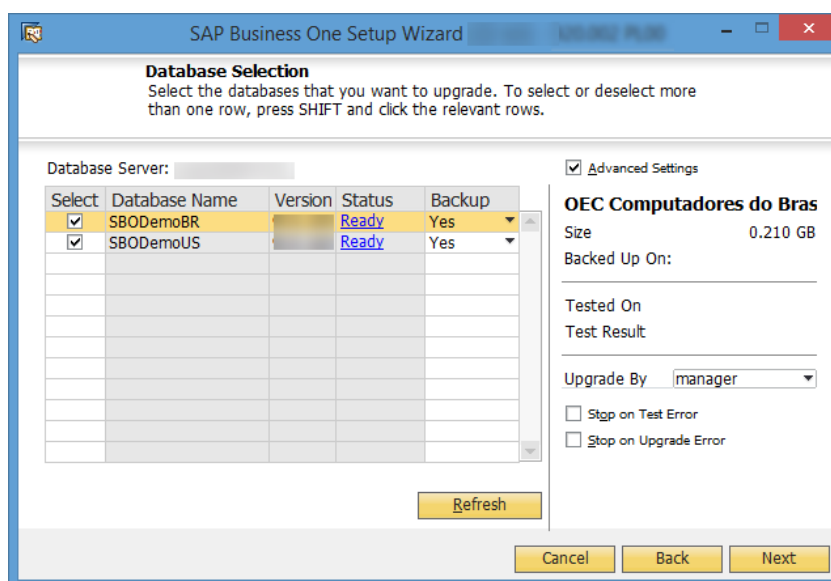 SAP Business One Setup Wizard
Database Selection
Select the databases that you want to upgrade. To select or deselect more
than one row, press SHIFT and click the relevant rows.
Database Server:
Select Database Name Version Status Backup
SBODemoBR Ready Yes
SBODemoUS Ready Yes
Refresh
Advanced Settings
OEC Computadores do Bras
Size 0.210 GB
Backed Up On:
Tested On
Test Result
Upgrade By manager
Stop on Test Error
Stop on Upgrade Error
Cancel Back Next